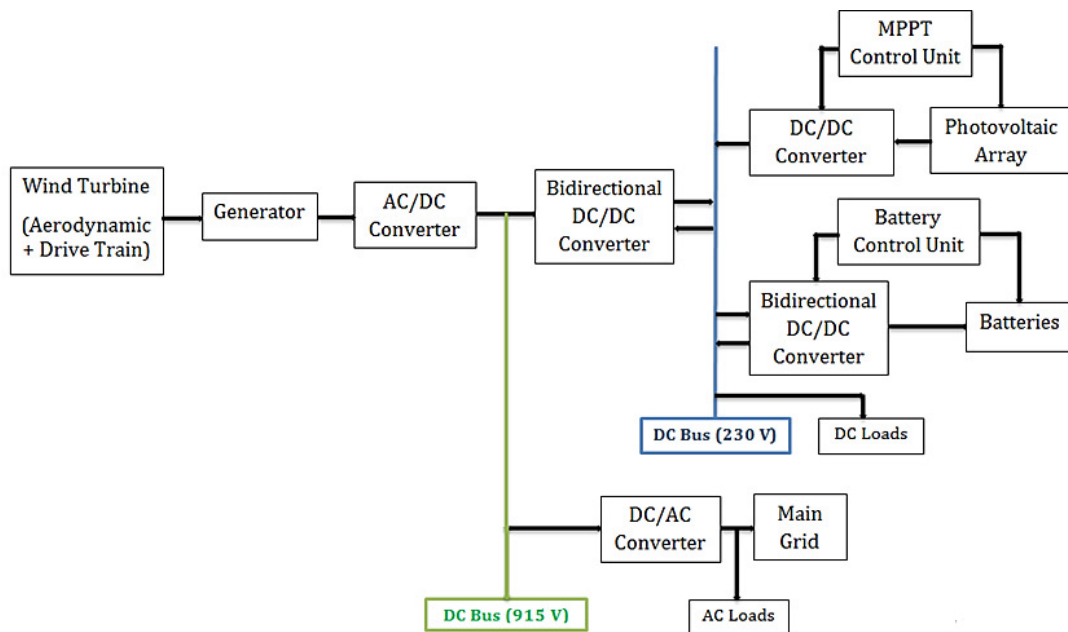 MPPT
Control Unit
DC/DC
Converter
Photovoltaic
Array
Wind Turbine
(Aerodynamic
+ Drive Train)
Generator
AC/DC
Converter
Bidirectional
DC/DC
Converter
Battery
Control Unit
Bidirectional
DC/DC
Converter
Batteries
DC Bus (230 V)
DC Loads
DC/AC
Converter
Main
Grid
DC Bus (915 V)
AC Loads